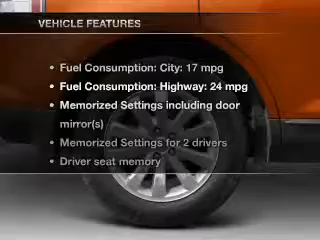 VEHICLE FEATURES
• Fuel Consumption: City: 17 mpg
• Fuel Consumption: Highway: 24 mpg
• Memorized Settings including door
mirror(s)
• Memorized Settings for 2 drivers
• Driver seat memory